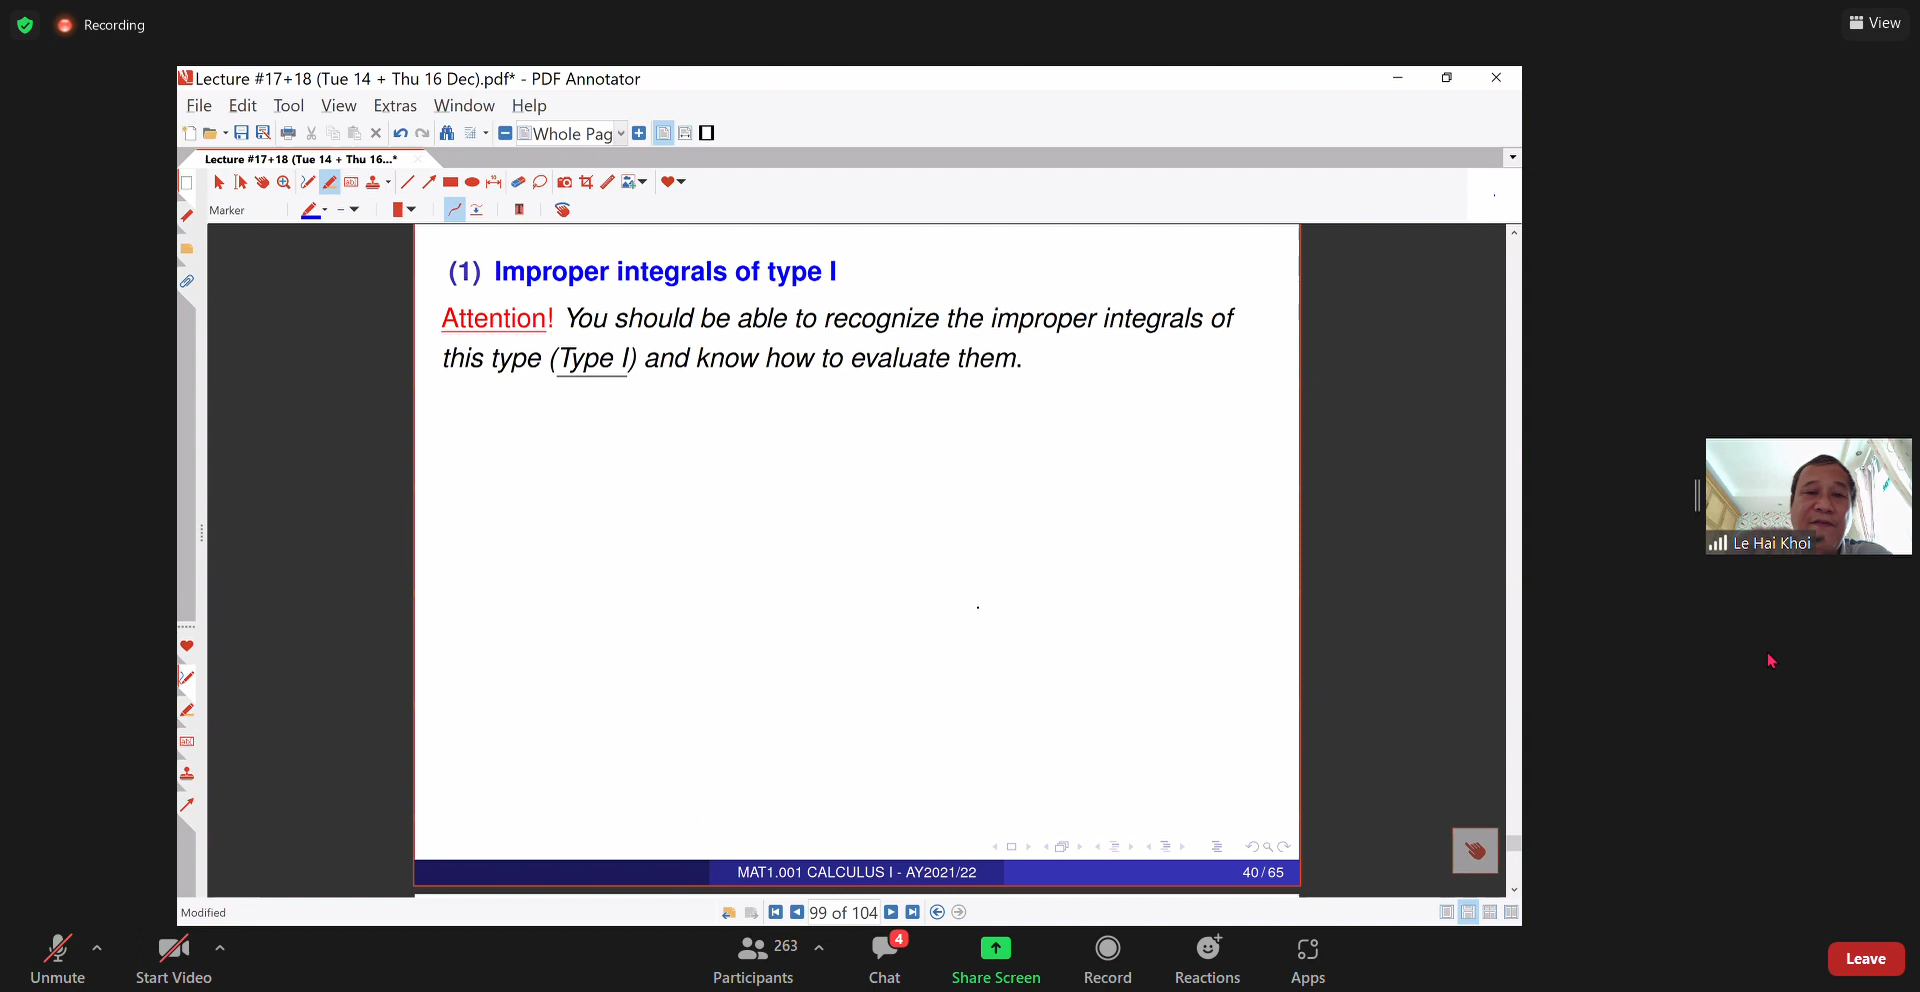 Recording
View
Lecture #17+18 (Tue 14 + Thu 16 Dec).pdf* - PDF Annotator
File Edit Tool View Extras Window Help
Whole Pag
Lecture #17+18 (Tue 14 + Thu 16...*
Marker
(1) Improper integrals of type I
Attention! You should be able to recognize the improper integrals of
this type (Type I) and know how to evaluate them.
Le Hai Khoi
MAT1.001 CALCULUS I - AY2021/22
40/65
Modified
99 of 104
263
4
Unmute
Start Video
Participants
Chat
Share Screen
Record
Reactions
Apps
Leave